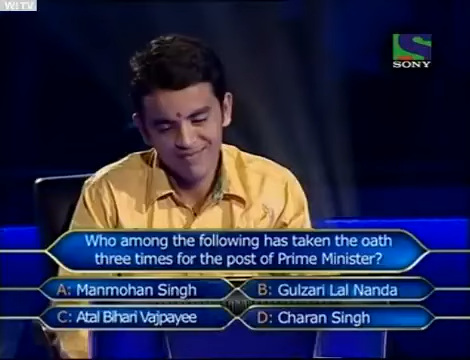 WiTV
SONY
Who among the following has taken the oath
three times for the post of Prime Minister?
A: Manmohan Singh
B: Gulzari Lal Nanda
C: Atal Bihari Vajpayee
D: Charan Singh